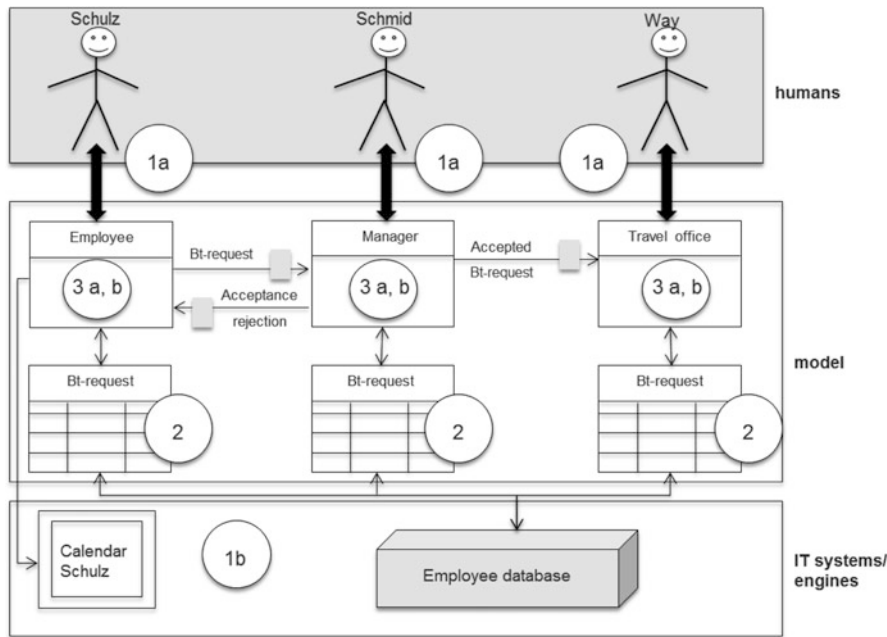 Schulz
Schmid
Way
humans
1a
1a
1a
Employee
Manager
Travel office
Bt-request
Accepted
Bt-request
3 a, b
3 a, b
3 a, b
Acceptance
rejection
model
Bt-request
Bt-request
Bt-request
2
2
2
Calendar
Schulz
1b
Employee database
IT systems/
engines